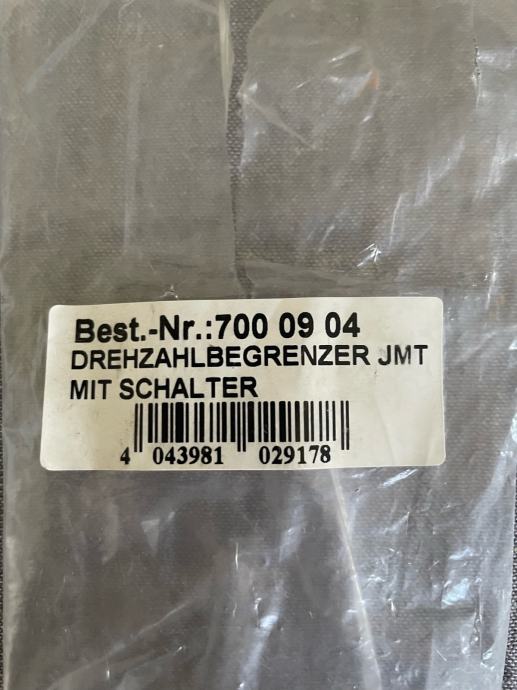 Best.-Nr.:700 09 04
DREHZAHLBEGRENZER JMT
MIT SCHALTER
4 043981 029178